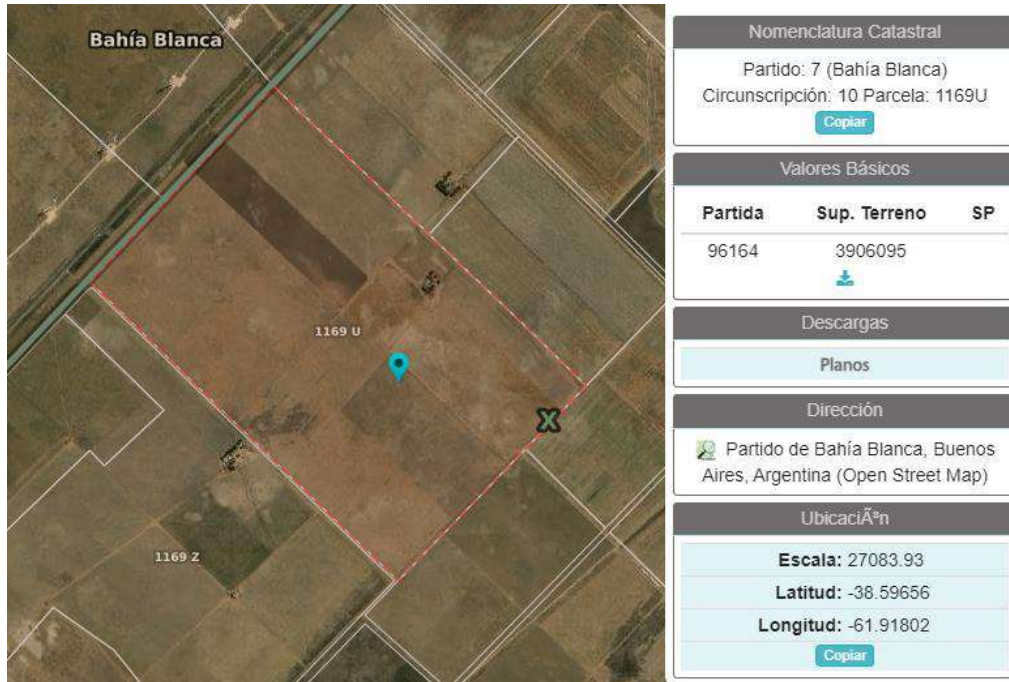 Bahía Blanca
1169 U
X
1169 Z
Nomenclatura Catastral
Partido: 7 (Bahía Blanca)
Circunscripción: 10 Parcela: 1169U
Copiar
Valores Básicos
Partida Sup. Terreno SP
96164 3906095
Descargas
Planos
Dirección
Partido de Bahía Blanca, Buenos
Aires, Argentina (Open Street Map)
UbicaciÃºn
Escala: 27083.93
Latitud: -38.59656
Longitud: -61.91802
Copiar